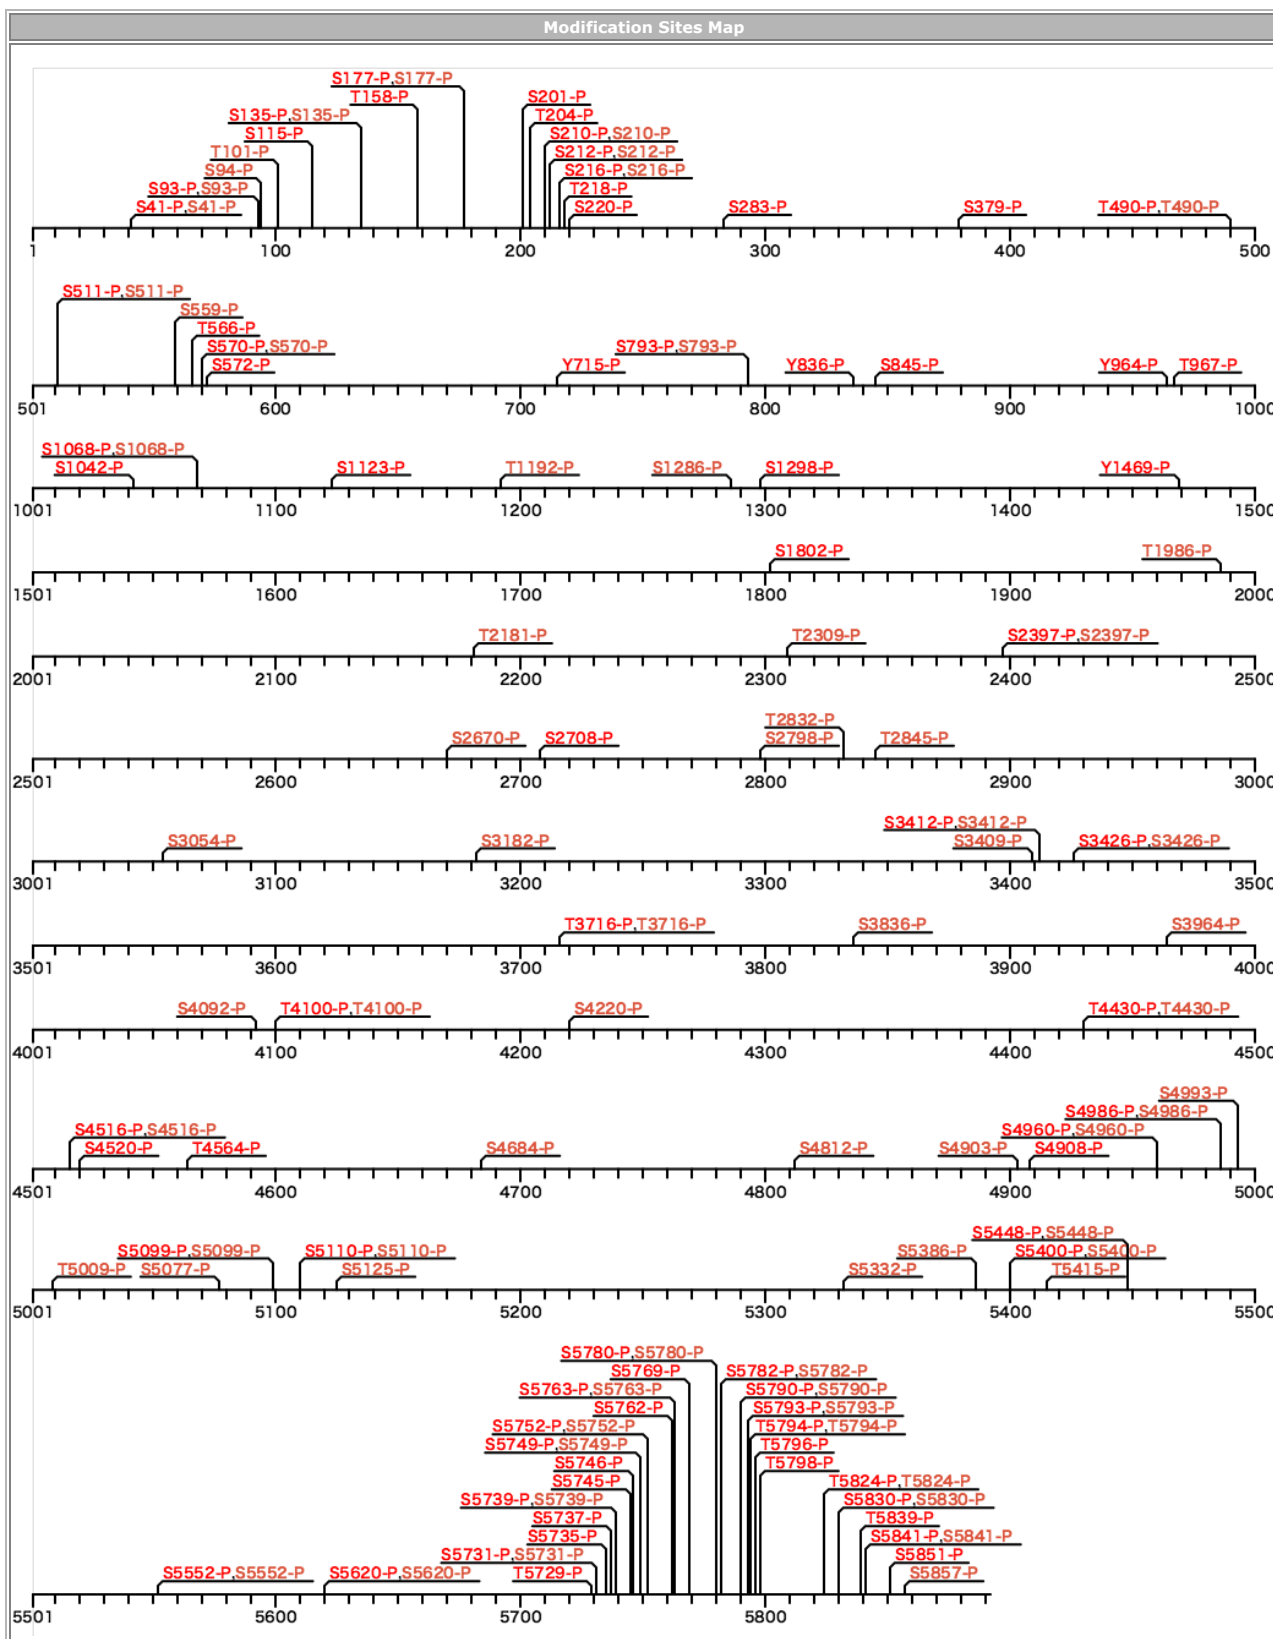 Modification Sites Map
S177-P,S177-P
T158-P S201-P
S135-P,S135-P T204-P
S115-P S210-P,S210-P
T101-P S212-P,S212-P
S94-P S216-P,S216-P
S93-P,S93-P T218-P
S41-P,S41-P S220-P S283-P S379-P T490-P,T490-P
1 100 200 300 400 500
S511-P,S511-P
S559-P
T566-P
S570-P,S570-P S793-P,S793-P
S572-P Y715-P Y836-P S845-P Y964-P T967-P
501 600 700 800 900 1000
S1068-P,S1068-P
S1042-P S1123-P T1192-P S1286-P S1298-P Y1469-P
1001 1100 1200 1300 1400 1500
S1802-P T1986-P
1501 1600 1700 1800 1900 2000
T2181-P T2309-P S2397-P,S2397-P
2001 2100 2200 2300 2400 2500
T2832-P
S2670-P S2708-P S2798-P T2845-P
2501 2600 2700 2800 2900 3000
S3412-P,S3412-P
S3054-P S3182-P S3409-P S3426-P,S3426-P
3001 3100 3200 3300 3400 3500
T3716-P,T3716-P S3836-P S3964-P
3501 3600 3700 3800 3900 4000
S4092-P T4100-P,T4100-P S4220-P T4430-P,T4430-P
4001 4100 4200 4300 4400 4500
S4993-P
S4986-P,S4986-P
S4516-P,S4516-P S4960-P,S4960-P
S4520-P T4564-P S4684-P S4812-P S4903-P S4908-P
4501 4600 4700 4800 4900 5000
S5448-P,S5448-P
S5099-P,S5099-P S5110-P,S5110-P S5386-P S5400-P,S5400-P
T5009-P S5077-P S5125-P S5332-P T5415-P
5001 5100 5200 5300 5400 5500
S5780-P,S5780-P
S5769-P S5782-P,S5782-P
S5763-P,S5763-P S5790-P,S5790-P
S5762-P S5793-P,S5793-P
S5752-P,S5752-P T5794-P,T5794-P
S5749-P,S5749-P T5796-P
S5746-P T5798-P
S5745-P T5824-P,T5824-P
S5739-P,S5739-P S5830-P,S5830-P
S5737-P T5839-P
S5735-P S5841-P,S5841-P
S5731-P,S5731-P S5851-P
S5552-P,S5552-P S5620-P,S5620-P T5729-P S5857-P
5501 5600 5700 5800